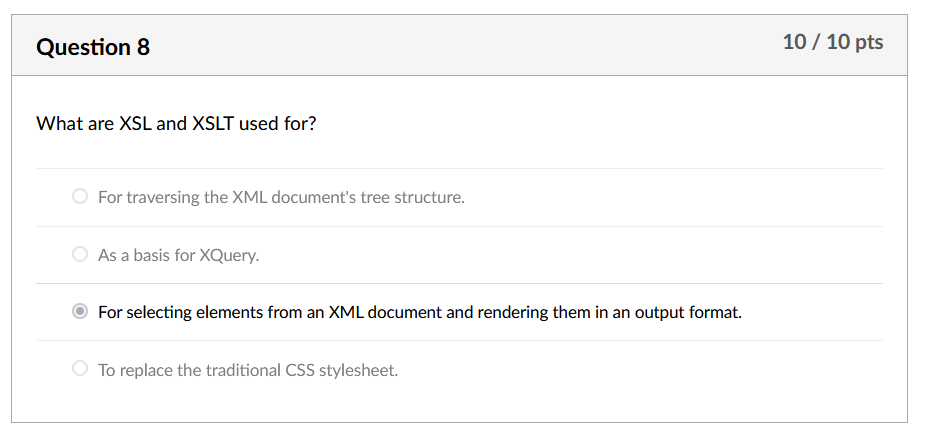 Question 8
10 / 10 pts
What are XSL and XSLT used for?
For traversing the XML document's tree structure.
As a basis for XQuery.
For selecting elements from an XML document and rendering them in an output format.
To replace the traditional CSS stylesheet.